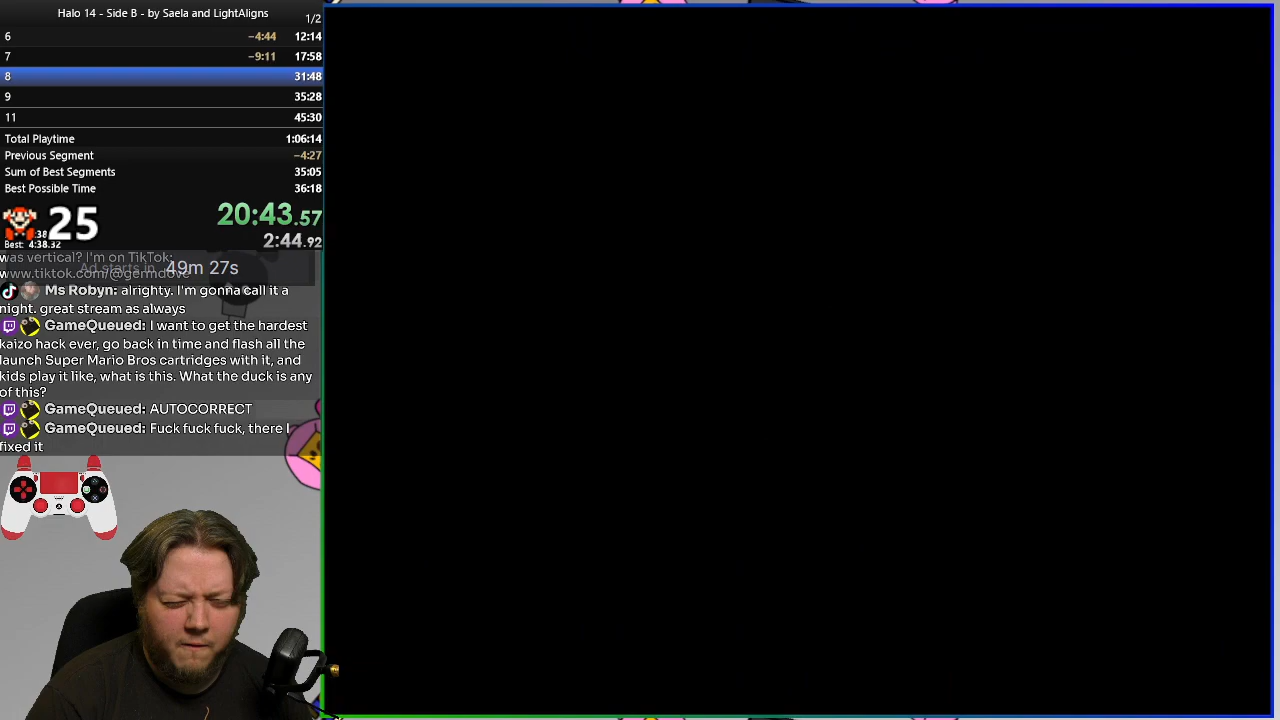 Halo 14 - Side B - by Saela and LightAligns
1/2
6 −4:44 12:14
7 −9:11 17:58
8 31:48
9 35:28
11 45:30
Total Playtime 1:06:14
Previous Segment −4:27
Sum of Best Segments 35:05
Best Possible Time 36:18
25 20:43.57
Best: 4:38.32 2:44.92
was vertical? I'm on TikTok:
Ad starts in 49m 27s
www.tiktok.com/@germdove
Ms Robyn: alrighty. I'm gonna call it a
night. great stream as always
GameQueued: I want to get the hardest
kaizo hack ever, go back in time and flash all the
launch Super Mario Bros cartridges with it, and
kids play it like, what is this. What the duck is any
of this?
GameQueued: AUTOCORRECT
GameQueued: Fuck fuck fuck, there I
fixed it